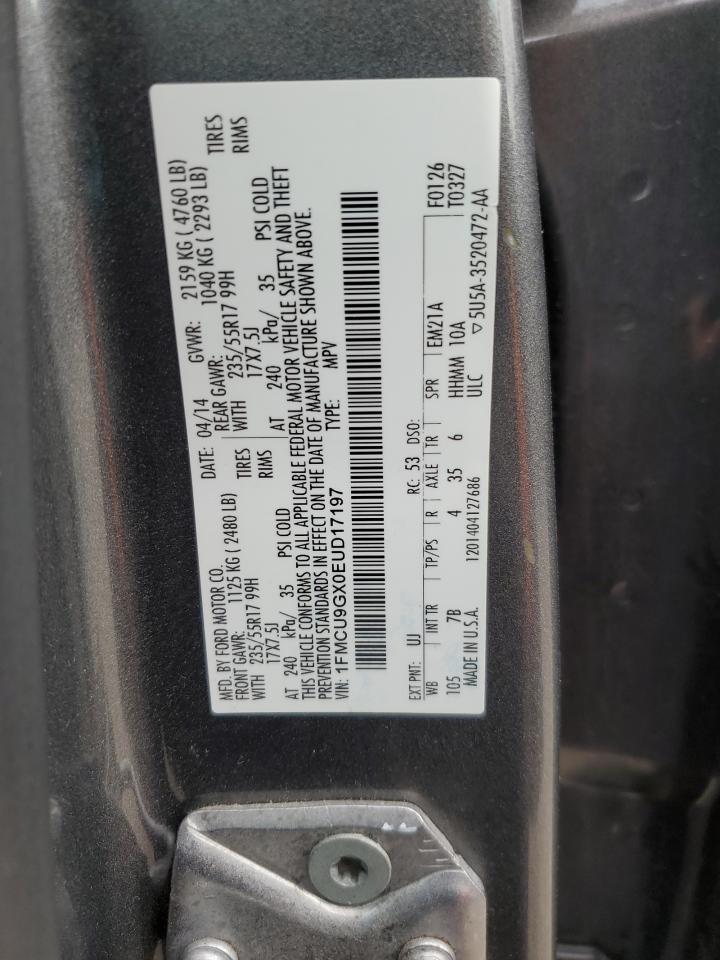 MFD. BY FORD MOTOR CO. DATE: 04/14 GVWR: 2159 KG ( 4760 LB)
FRONT GAWR: 1125 KG ( 2480 LB) REAR GAWR: 1040 KG ( 2293 LB)
WITH 235/55R17 99H TIRES WITH 235/55R17 99H TIRES
17X7.5J RIMS 17X7.5J RIMS
AT 240 kPa/ 35 PSI COLD AT 240 kPa/ 35 PSI COLD
THIS VEHICLE CONFORMS TO ALL APPLICABLE FEDERAL MOTOR VEHICLE SAFETY AND THEFT
PREVENTION STANDARDS IN EFFECT ON THE DATE OF MANUFACTURE SHOWN ABOVE.
VIN: 1FMCU9GX0EUD17197 TYPE: MPV
EXT PNT: UJ RC: 53 DSO: F0126
WB INT TR TP/PS R AXLE TR SPR EM21A T0327
105 7B 4 35 6 HHMM 10A
MADE IN U.S.A. 1201404127686 ULC ▽5U5A-3520472-AA